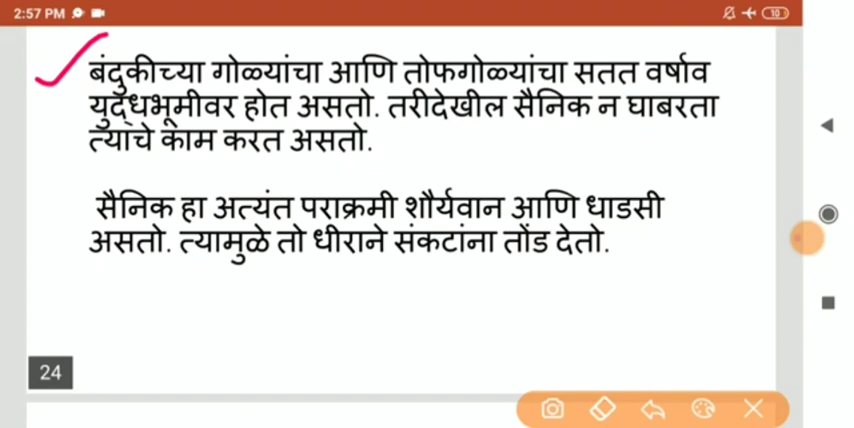 2:57 PM
10
बंदुकीच्या गोळ्यांचा आणि तोफगोळ्यांचा सतत वर्षाव
युद्धभूमीवर होत असतो. तरीदेखील सैनिक न घाबरता
त्यांचे काम करत असतो.
सैनिक हा अत्यंत पराक्रमी शौर्यवान आणि धाडसी
असतो. त्यामुळे तो धीराने संकटांना तोंड देतो.
24